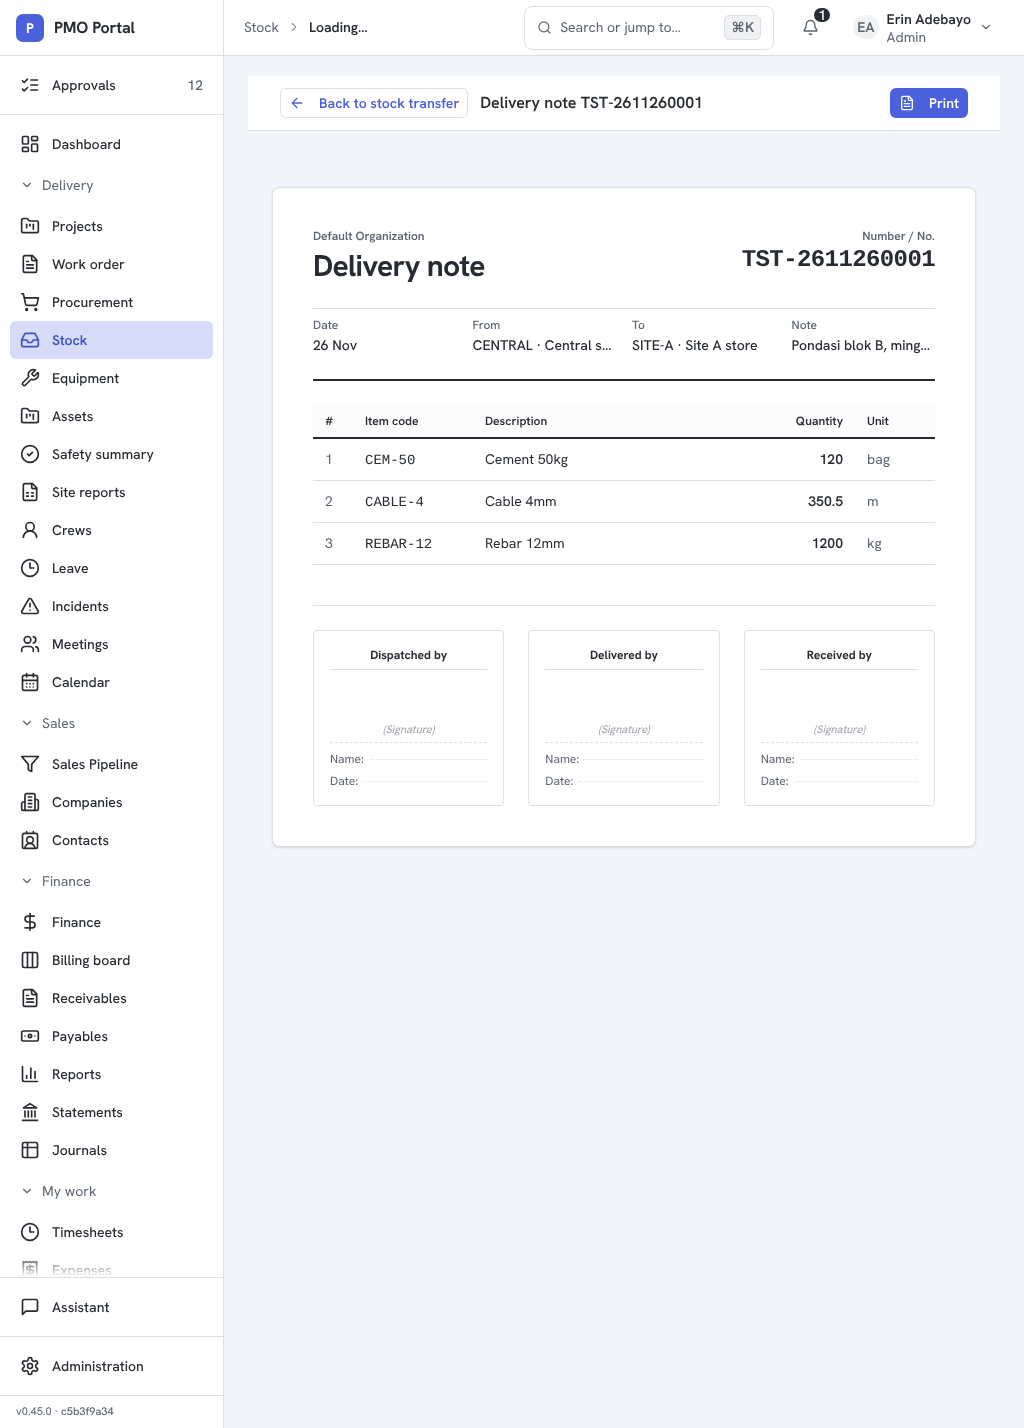 P PMO Portal
Stock > Loading...
Search or jump to... ⌘K
1
EA Erin Adebayo
Admin
Approvals 12
Dashboard
Delivery
Projects
Work order
Procurement
Stock
Equipment
Assets
Safety summary
Site reports
Crews
Leave
Incidents
Meetings
Calendar
Sales
Sales Pipeline
Companies
Contacts
Finance
Finance
Billing board
Receivables
Payables
Reports
Statements
Journals
My work
Timesheets
Expenses
Assistant
Administration
v0.45.0 · c5b3f9a34
Back to stock transfer Delivery note TST-2611260001 Print
Default Organization Number / No.
Delivery note TST-2611260001
Date From To Note
26 Nov CENTRAL · Central s... SITE-A · Site A store Pondasi blok B, ming...
# Item code Description Quantity Unit
1 CEM-50 Cement 50kg 120 bag
2 CABLE-4 Cable 4mm 350.5 m
3 REBAR-12 Rebar 12mm 1200 kg
Dispatched by Delivered by Received by
(Signature) (Signature) (Signature)
Name: Name: Name:
Date: Date: Date: